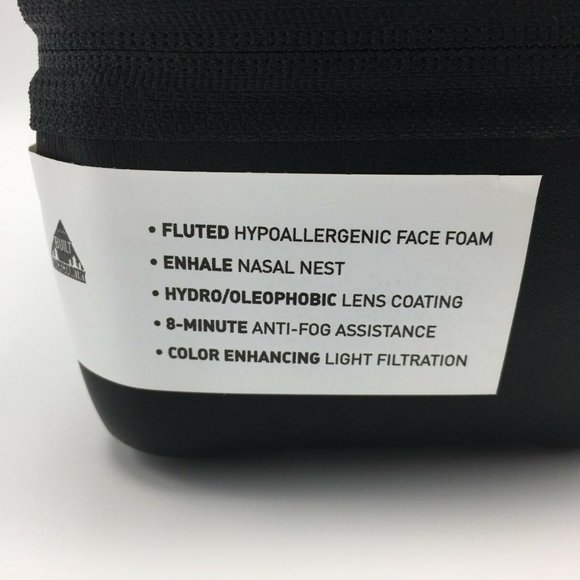 BUILT
• FLUTED HYPOALLERGENIC FACE FOAM
• ENHALE NASAL NEST
• HYDRO/OLEOPHOBIC LENS COATING
• 8-MINUTE ANTI-FOG ASSISTANCE
• COLOR ENHANCING LIGHT FILTRATION